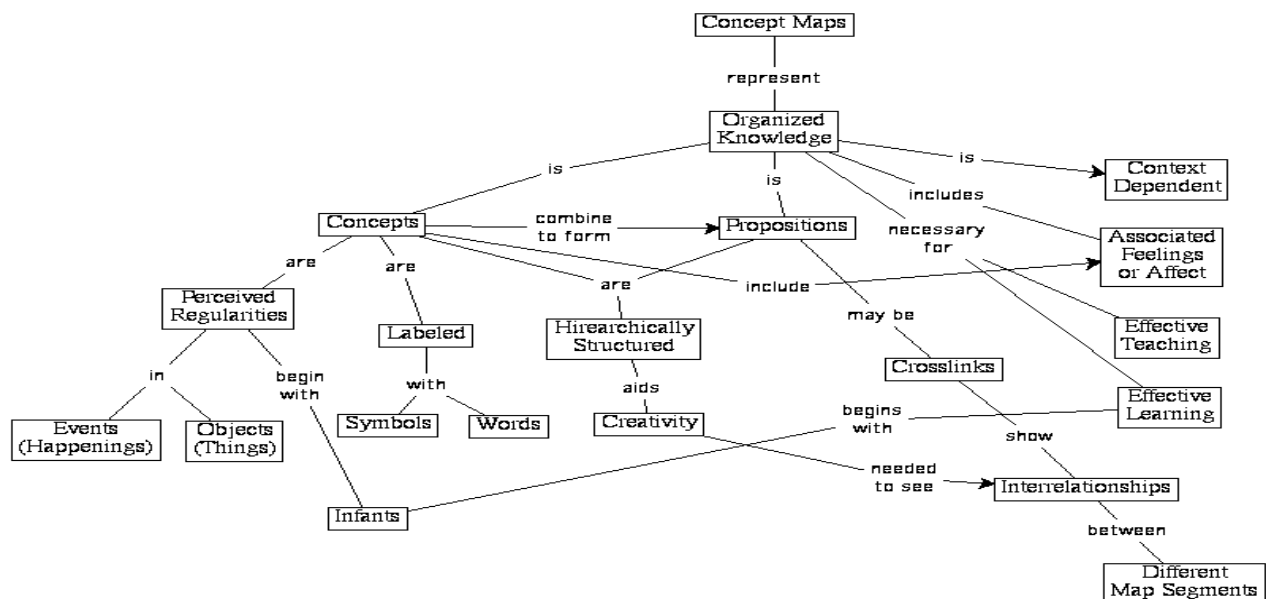 Concept Maps
represent
Organized
Knowledge
is
is
is
Context
Dependent
includes
Concepts
combine
to form
Propositions
necessary
for
Associated
Feelings
or Affect
are
are
are
include
Perceived
Regularities
Labeled
Hirearchically
Structured
may be
Effective
Teaching
in
begin
with
with
aids
Crosslinks
Effective
Learning
Events
(Happenings)
Objects
(Things)
Symbols
Words
Creativity
begins
with
show
needed
to see
Interrelationships
Infants
between
Different
Map Segments